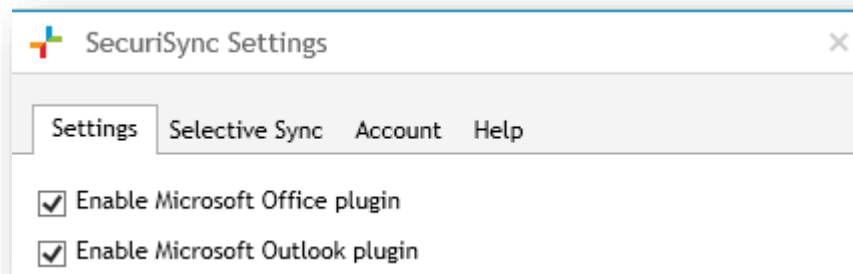 SecuriSync Settings
Settings Selective Sync Account Help
Enable Microsoft Office plugin
Enable Microsoft Outlook plugin